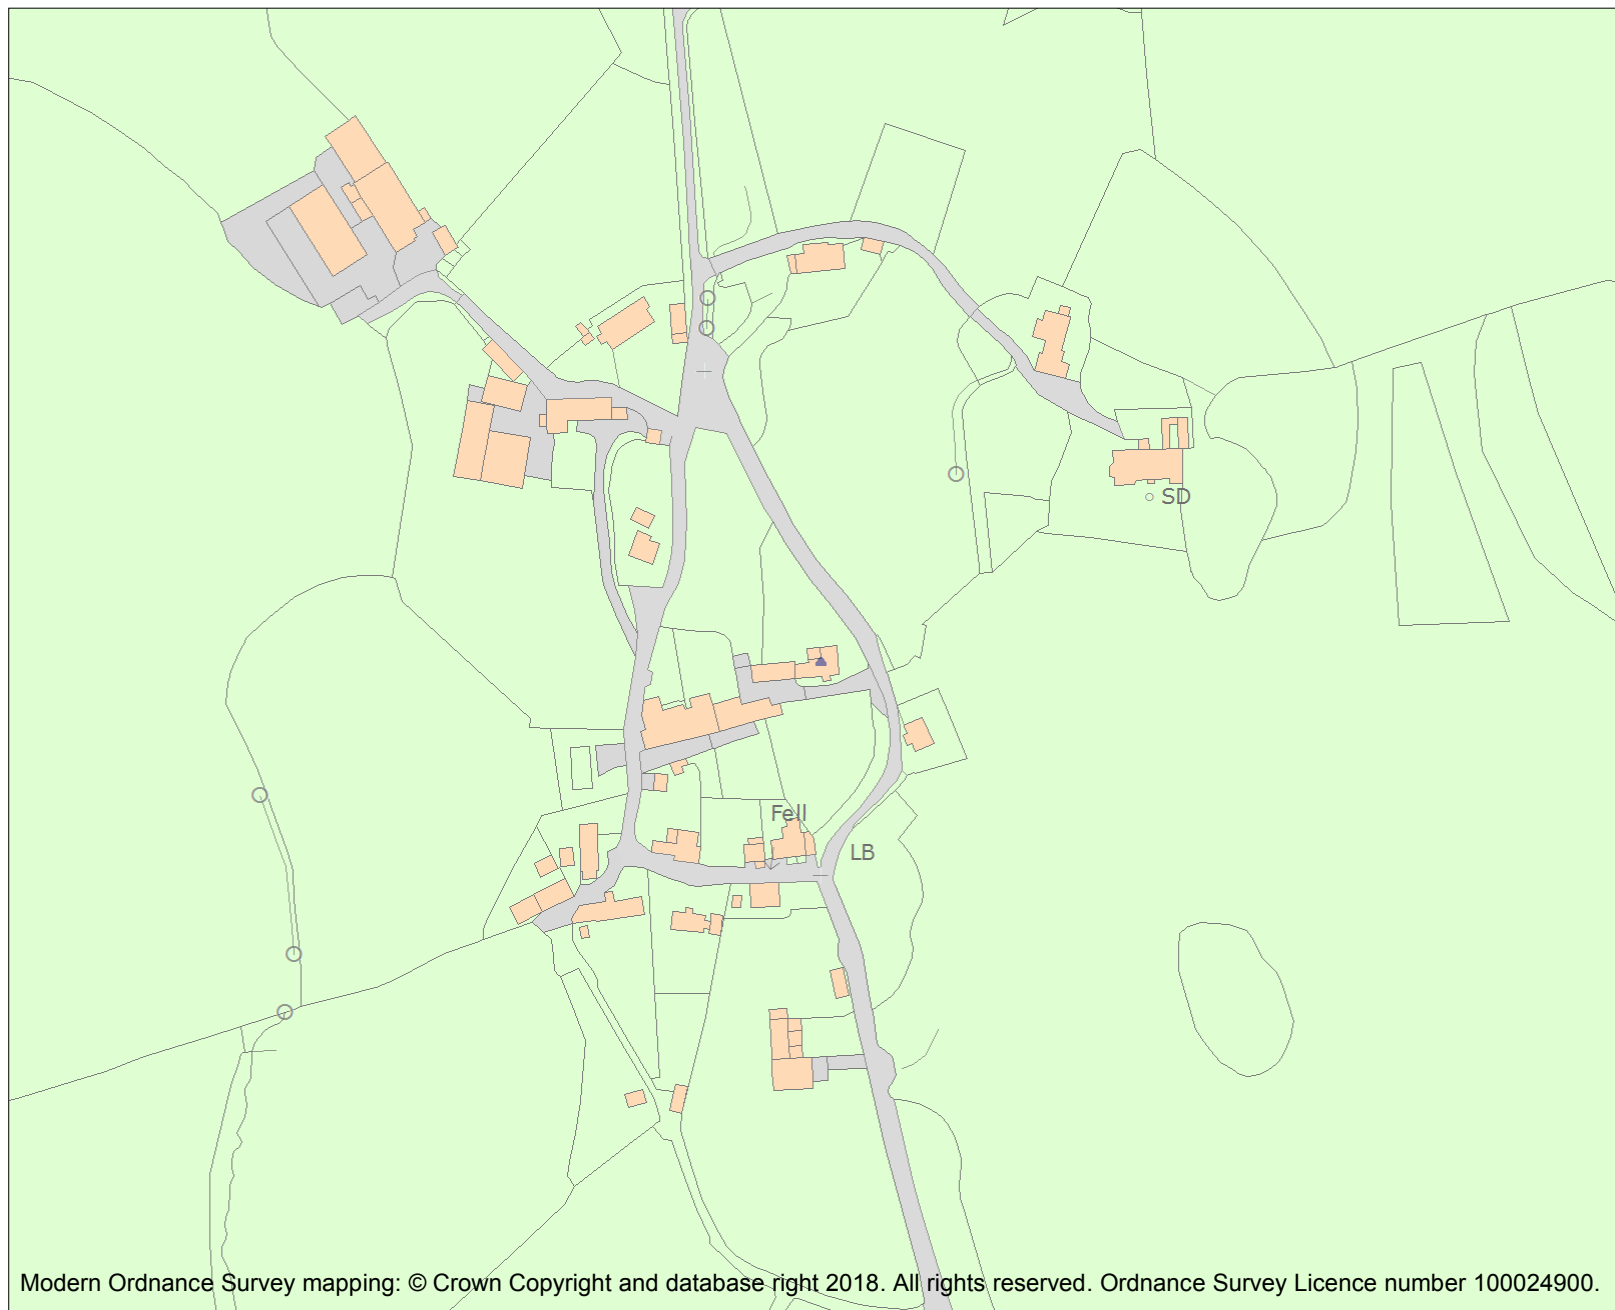 SD
Fell
LB
Modern Ordnance Survey mapping: © Crown Copyright and database right 2018. All rights reserved. Ordnance Survey Licence number 100024900.